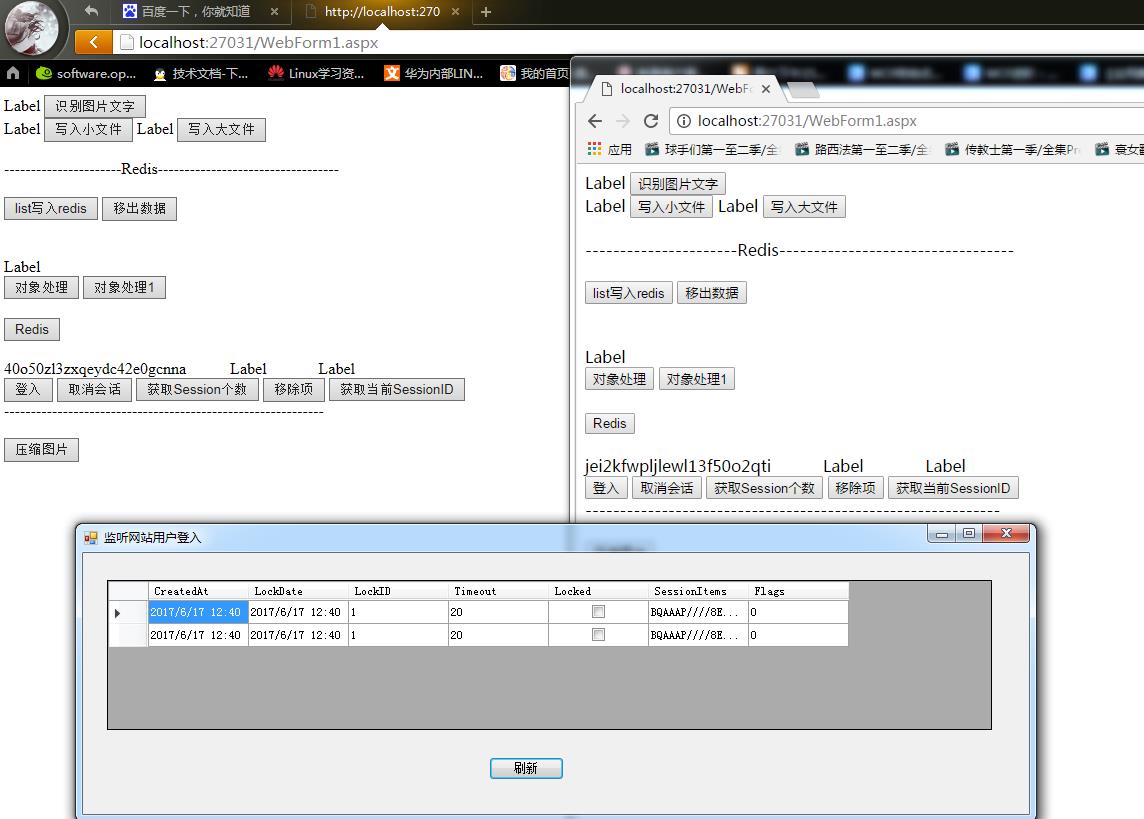 百度一下，你就知道
http://localhost:270
localhost:27031/WebForm1.aspx
software.op... 技术文档-下... Linux学习资... 华为内部LIN... 我的首页
Label 识别图片文字
Label 写入小文件 Label 写入大文件
----------------------Redis----------------------------------
list写入redis 移出数据
Label
对象处理 对象处理1
Redis
40o50zl3zxqeydc42e0gcnna Label Label
登入 取消会话 获取Session个数 移除项 获取当前SessionID
------------------------------------------------------------
压缩图片
localhost:27031/WebF
localhost:27031/WebForm1.aspx
应用 球手们第一至二季/全 路西法第一至二季/全 传教士第一季/全集Pr 衰女
Label 识别图片文字
Label 写入小文件 Label 写入大文件
----------------------Redis----------------------------------
list写入redis 移出数据
Label
对象处理 对象处理1
Redis
jei2kfwpljlewl13f50o2qti Label Label
登入 取消会话 获取Session个数 移除项 获取当前SessionID
------------------------------------------------------------
监听网站用户登入
CreatedAt LockDate LockID Timeout Locked SessionItems Flags
2017/6/17 12:40 2017/6/17 12:40 1 20 BQAAAP////8E... 0
2017/6/17 12:40 2017/6/17 12:40 1 20 BQAAAP////8E... 0
刷新